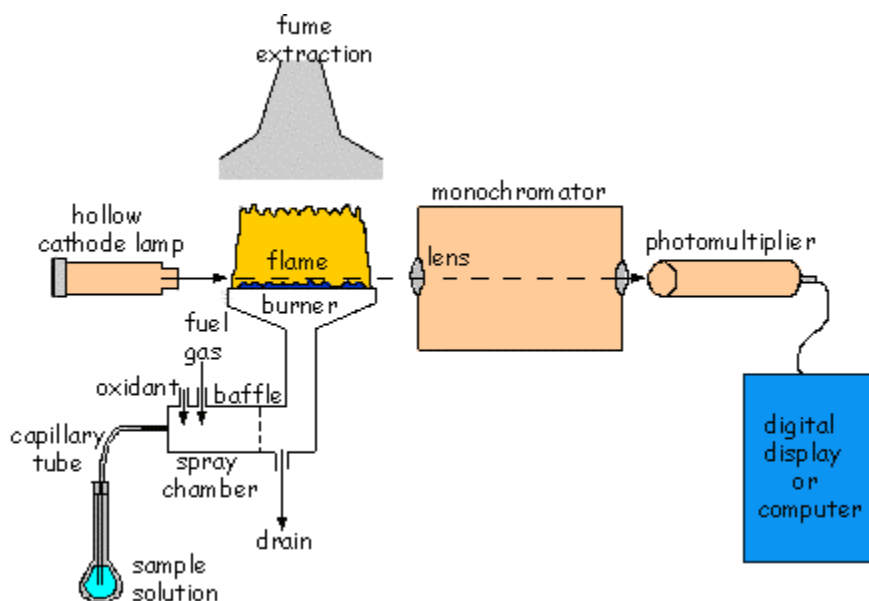 fume
extraction
hollow
cathode lamp
flame
burner
monochromator
lens
photomultiplier
fuel
gas
oxidant
baffle
capillary
tube
spray
chamber
drain
sample
solution
digital
display
or
computer